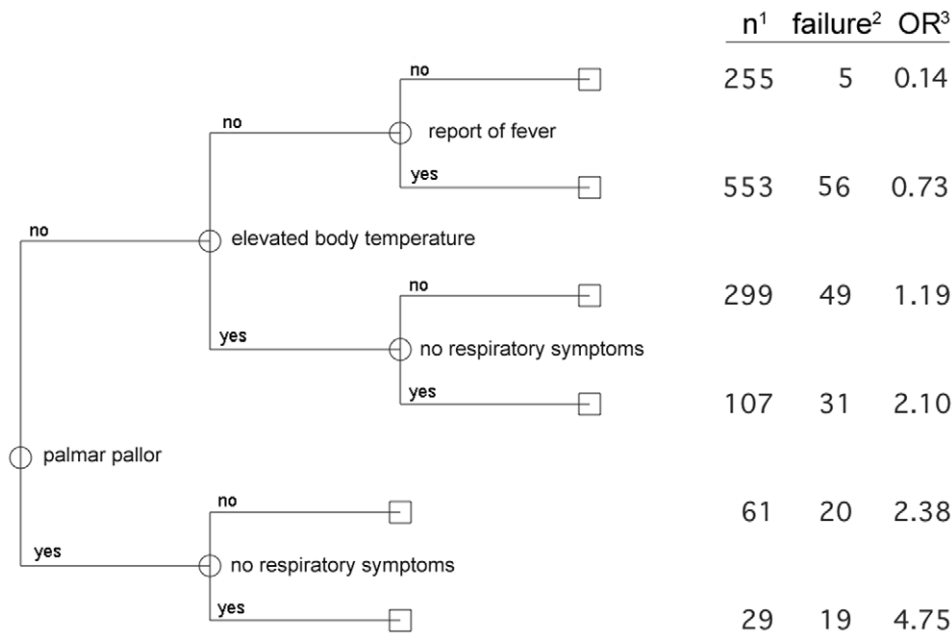 n¹ failure² OR³
no
255 5 0.14
no
report of fever
yes
553 56 0.73
no
elevated body temperature
no
299 49 1.19
yes
no respiratory symptoms
yes
107 31 2.10
palmar pallor
no
61 20 2.38
yes
no respiratory symptoms
yes
29 19 4.75